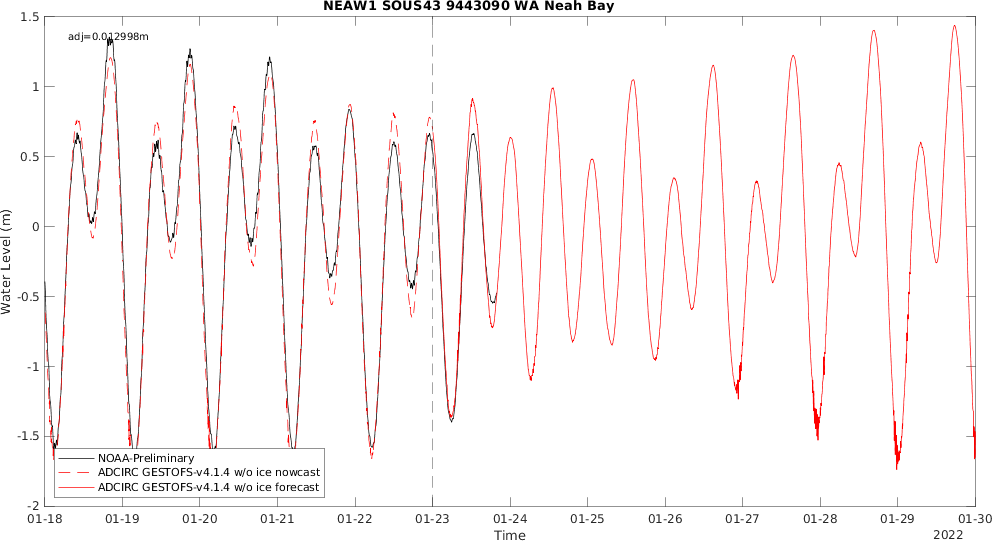 NEAW1 SOUS43 9443090 WA Neah Bay
adj=0.012998m
Water Level (m)
1.5
1
0.5
0
-0.5
-1
-1.5
-2
NOAA-Preliminary
ADCIRC GESTOFS-v4.1.4 w/o ice nowcast
ADCIRC GESTOFS-v4.1.4 w/o ice forecast
01-18 01-19 01-20 01-21 01-22 01-23 01-24 01-25 01-26 01-27 01-28 01-29 01-30
Time
2022